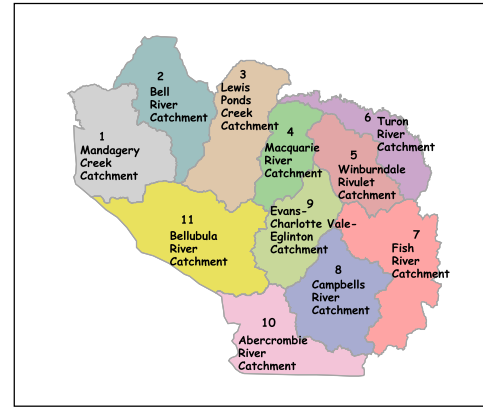 1
Mandagery
Creek
Catchment
2
Bell
River
Catchment
3
Lewis
Ponds
Creek
Catchment
4
Macquarie
River
Catchment
5
Winburndale
Rivulet
Catchment
6
Turon
River
Catchment
7
Fish
River
Catchment
8
Campbells
River
Catchment
9
Evans-
Charlotte Vale-
Eglinton
Catchment
10
Abercrombie
River
Catchment
11
Bellubula
River
Catchment